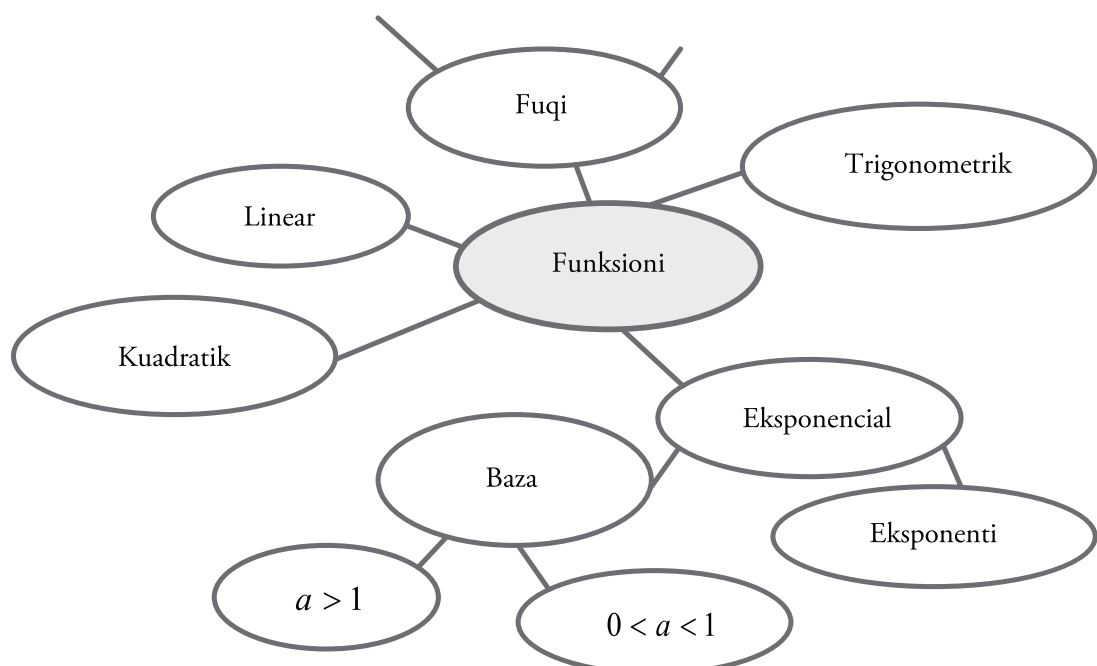 Fuqi
Trigonometrik
Linear
Funksioni
Kuadratik
Eksponencial
Baza
Eksponenti
a > 1
0 < a < 1